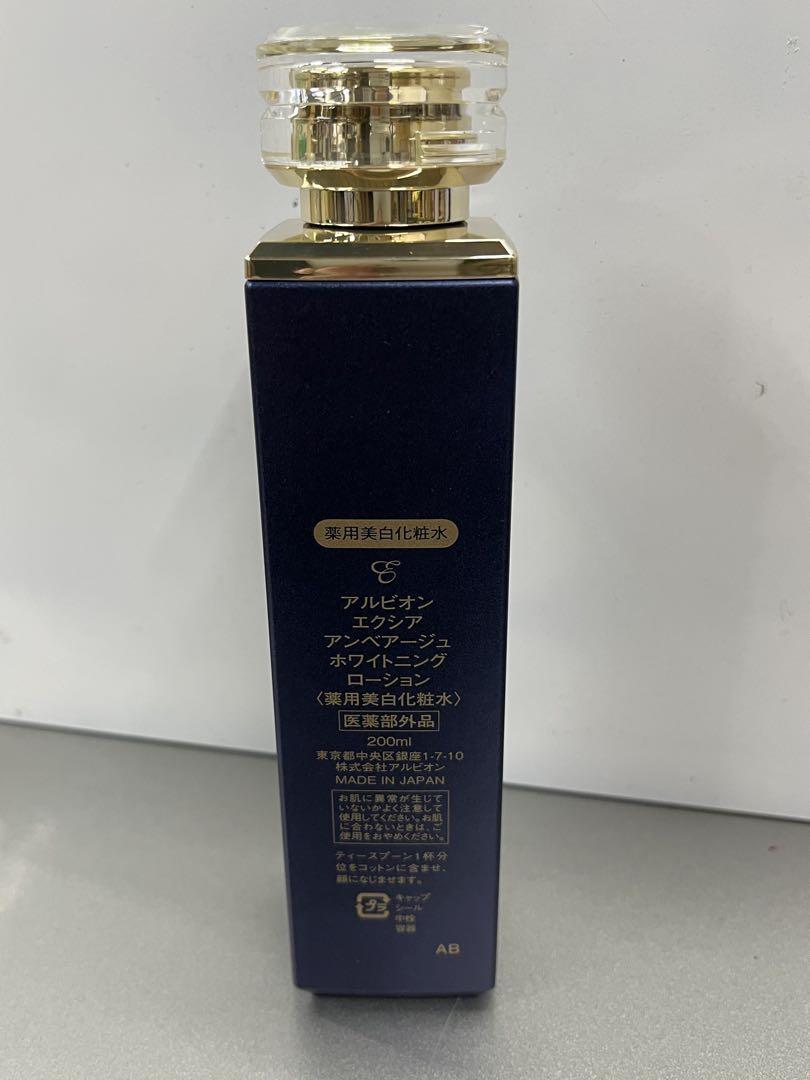 薬用美白化粧水
アルビオン
エクシア
アンベアージュ
ホワイトニング
ローション
〈薬用美白化粧水〉
医薬部外品
200ml
東京都中央区銀座1-7-10
株式会社アルビオン
MADE IN JAPAN
お肌に異常が生じて
いないかよく注意して
使用してください。お肌
に合わないときは、ご
使用をおやめください。
ティースプーン1杯分
位をコットンに含ませ、
顔になじませます。
プラ
キャップ
シール
中栓
容器
AB